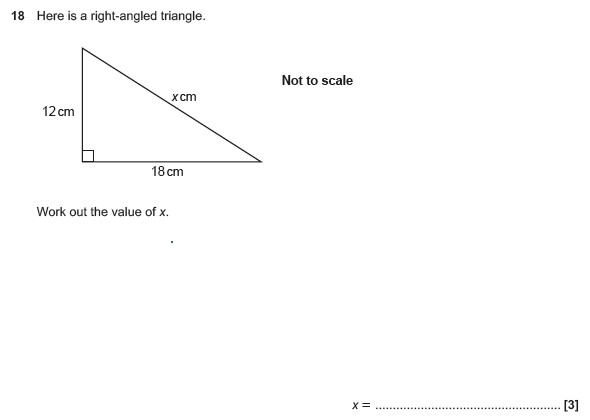 18 Here is a right-angled triangle.
Not to scale
x cm
12 cm
18 cm
Work out the value of x.
x = ..................................................... [3]